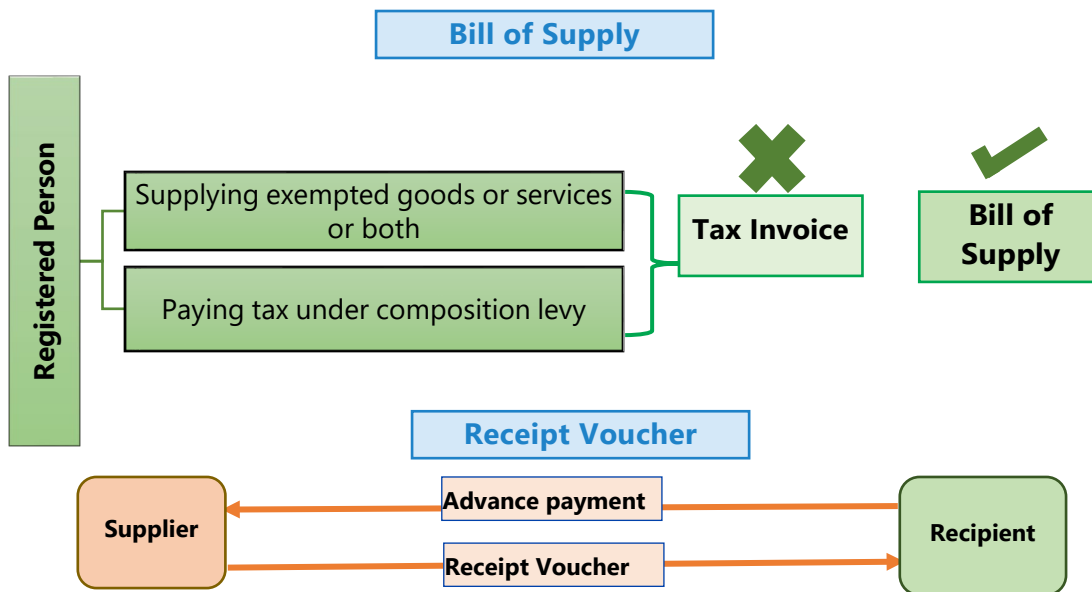 Bill of Supply
Registered Person
Supplying exempted goods or services
or both
Paying tax under composition levy
Tax Invoice
Bill of
Supply
Receipt Voucher
Supplier
Advance payment
Receipt Voucher
Recipient